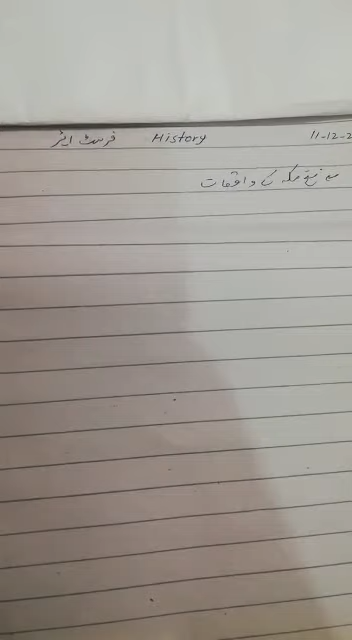 فرسٹ ایئر History 11-12-2
فتح مکہ کے واقعات